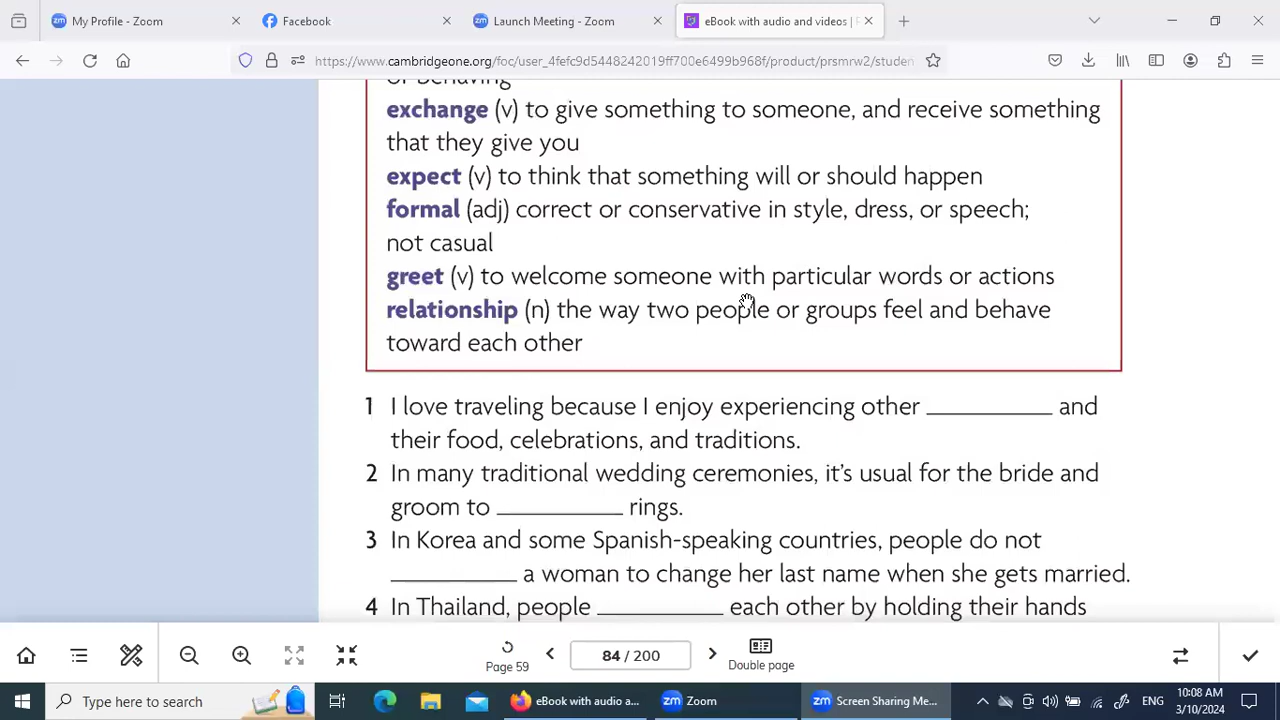 My Profile - Zoom
Facebook
Launch Meeting - Zoom
eBook with audio and videos |
https://www.cambridgeone.org/foc/user_4fefc9d5448242019ff700e6499b968f/product/prsmrw2/studen
or behaving
exchange (v) to give something to someone, and receive something
that they give you
expect (v) to think that something will or should happen
formal (adj) correct or conservative in style, dress, or speech;
not casual
greet (v) to welcome someone with particular words or actions
relationship (n) the way two people or groups feel and behave
toward each other
1 I love traveling because I enjoy experiencing other __________ and
their food, celebrations, and traditions.
2 In many traditional wedding ceremonies, it's usual for the bride and
groom to __________ rings.
3 In Korea and some Spanish-speaking countries, people do not
__________ a woman to change her last name when she gets married.
4 In Thailand, people __________ each other by holding their hands
Page 59
84 / 200
Double page
Type here to search
eBook with audio a...
Zoom
Screen Sharing Me...
ENG
10:08 AM
3/10/2024